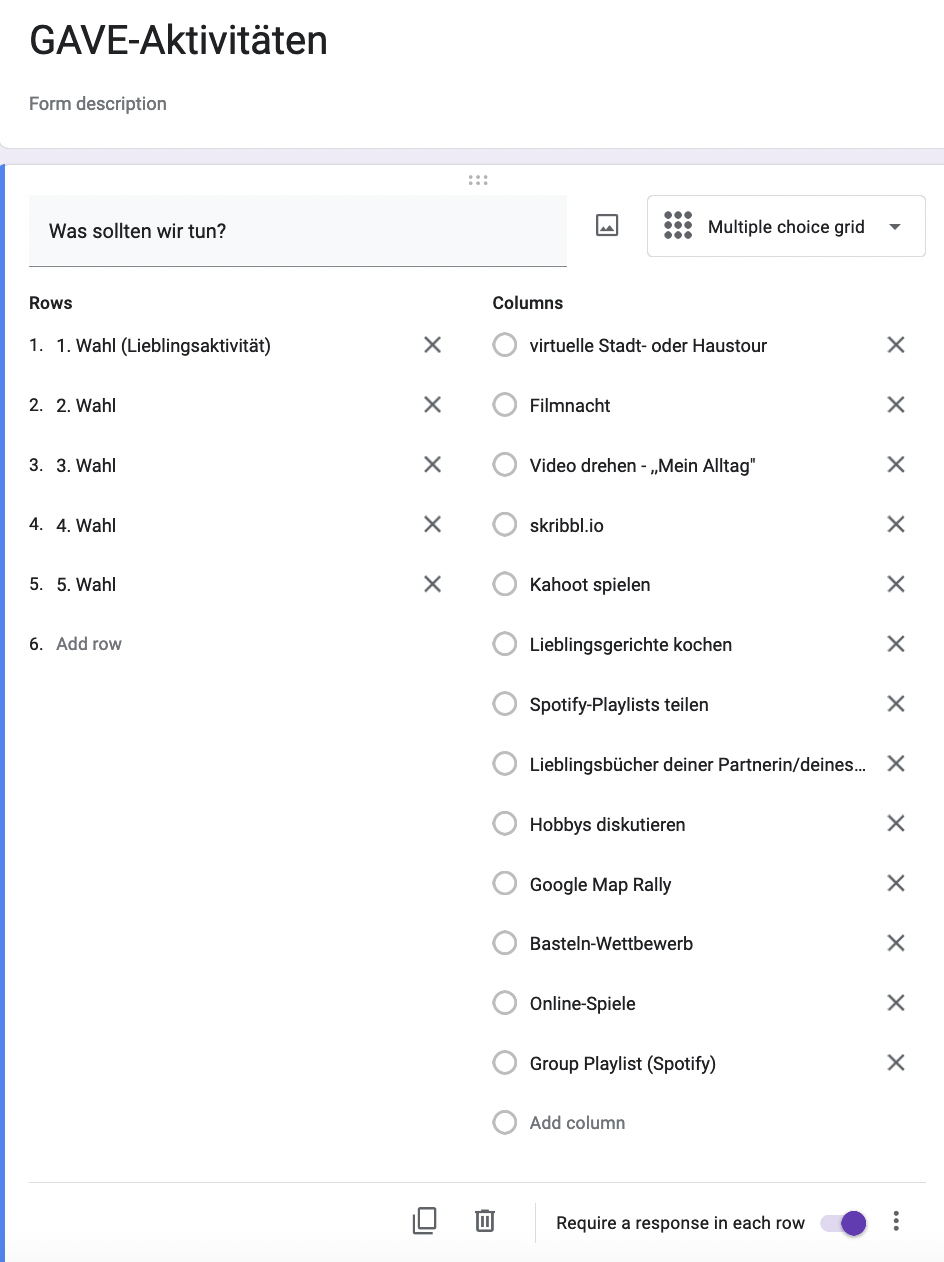 GAVE-Aktivitäten
Form description
Was sollten wir tun?
Multiple choice grid
Rows
1. 1. Wahl (Lieblingsaktivität)
2. 2. Wahl
3. 3. Wahl
4. 4. Wahl
5. 5. Wahl
6. Add row
Columns
virtuelle Stadt- oder Haustour
Filmnacht
Video drehen - ,,Mein Alltag"
skribbl.io
Kahoot spielen
Lieblingsgerichte kochen
Spotify-Playlists teilen
Lieblingsbücher deiner Partnerin/deines...
Hobbys diskutieren
Google Map Rally
Basteln-Wettbewerb
Online-Spiele
Group Playlist (Spotify)
Add column
Require a response in each row